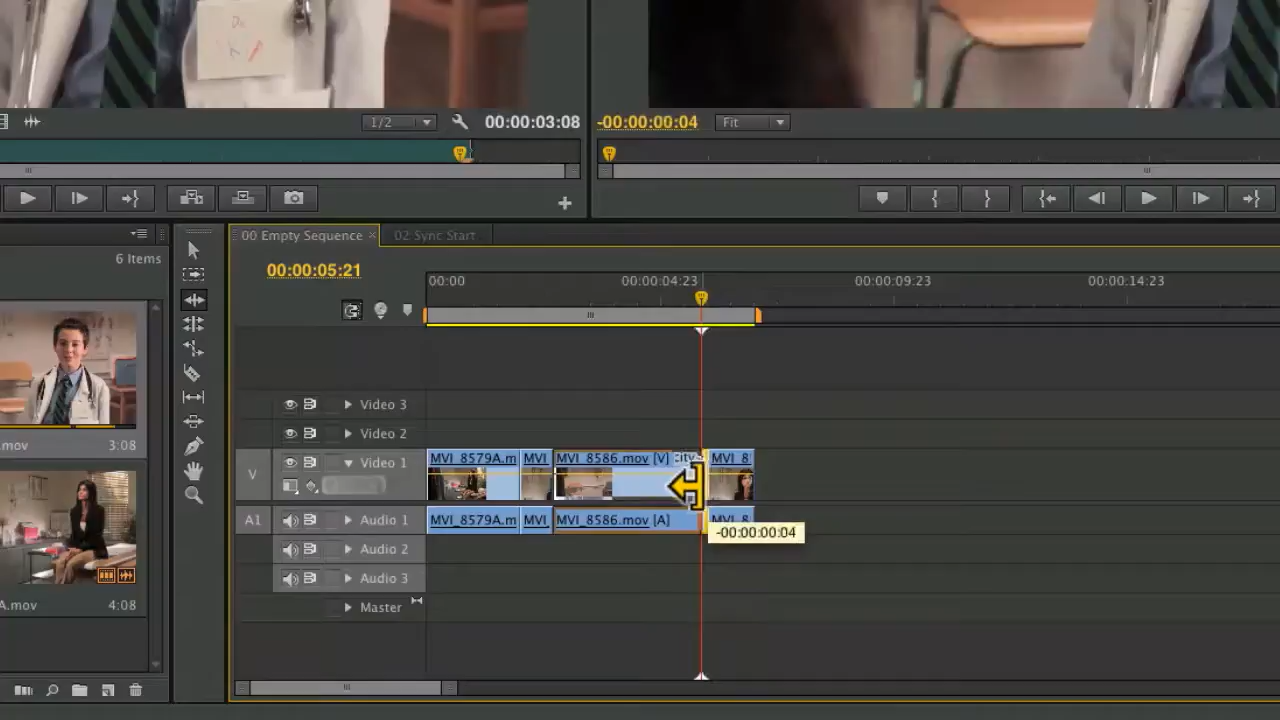 1/2
00:00:03:08
-00:00:00:04
Fit
6 Items
00 Empty Sequence ×
02 Sync Start
00:00:05:21
00:00
00:00:04:23
00:00:09:23
00:00:14:23
.mov
3:08
A.mov
4:08
Video 3
Video 2
V
Video 1
MVI_8579A.m
MVI
MVI_8586.mov [V]
MVI_8
A1
Audio 1
MVI_8579A.m
MVI
MVI_8586.mov [A]
MVI_8
-00:00:00:04
Audio 2
Audio 3
Master